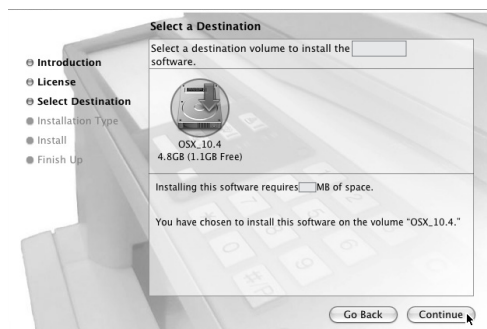 Select a Destination
Select a destination volume to install the
software.
Introduction
License
Select Destination
Installation Type
Install
Finish Up
OSX_10.4
4.8GB (1.1GB Free)
Installing this software requires MB of space.
You have chosen to install this software on the volume "OSX_10.4."
Go Back
Continue